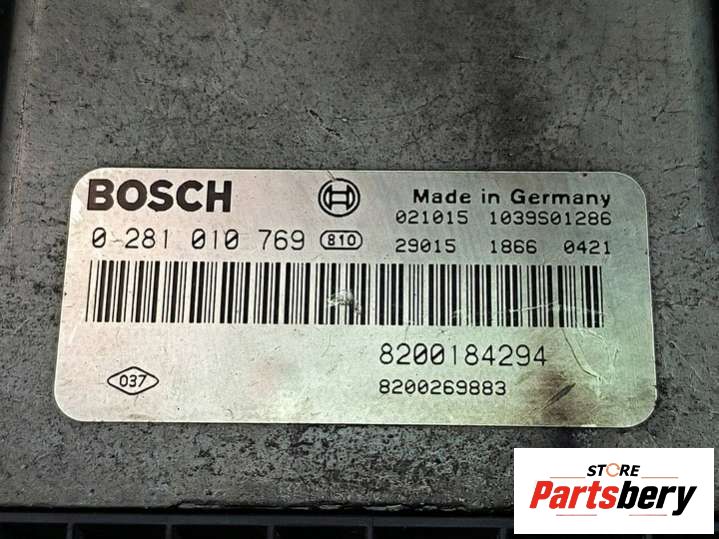 BOSCH
Made in Germany
021015 1039S01286
0 281 010 769 810
29015 1866 0421
8200184294
037
8200269883
STORE
Partsbery